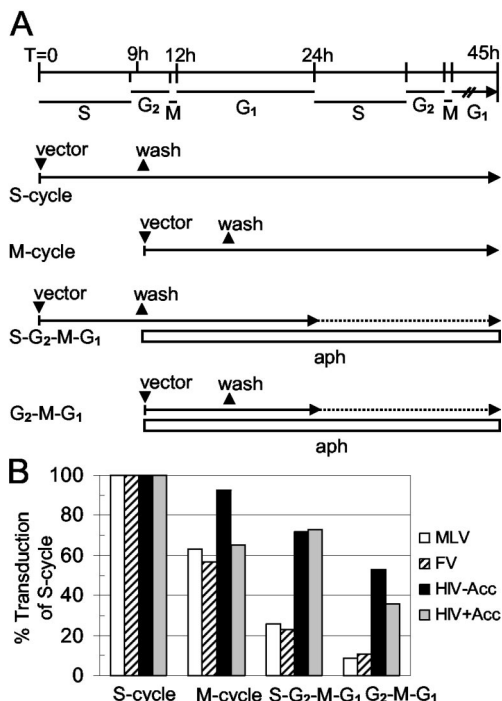 A
T=0 9h 12h 24h 45h
S G₂ M G₁ S G₂ M G₁
vector wash
S-cycle
vector wash
M-cycle
vector wash
S-G₂-M-G₁
aph
vector wash
G₂-M-G₁
aph
B
% Transduction of S-cycle
100
80
60
40
20
0
S-cycle M-cycle S-G₂-M-G₁ G₂-M-G₁
MLV
FV
HIV-Acc
HIV+Acc